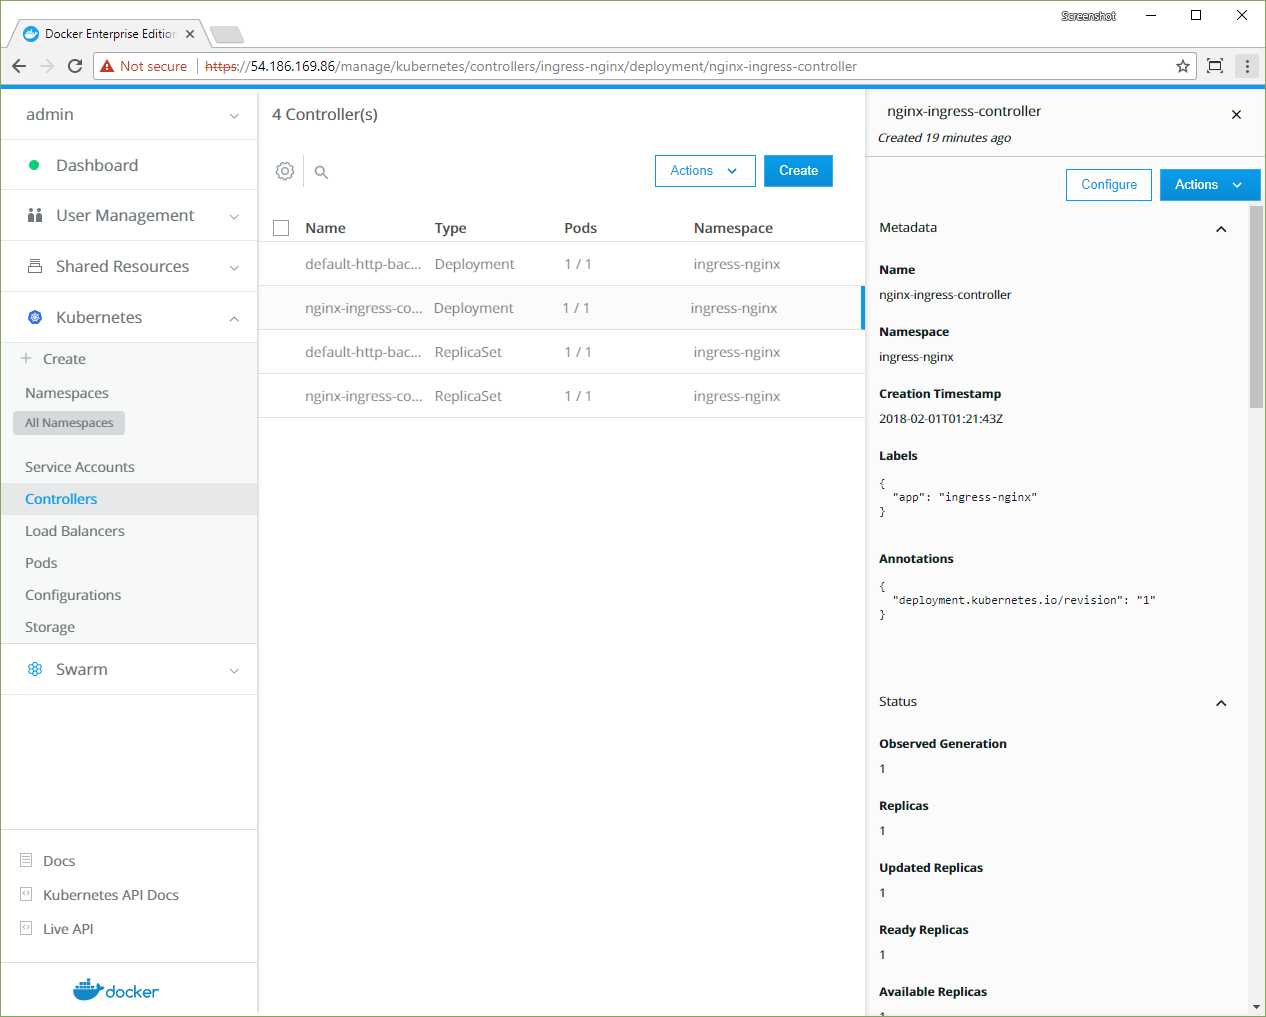 Screenshot
Docker Enterprise Edition
Not secure https://54.186.169.86/manage/kubernetes/controllers/ingress-nginx/deployment/nginx-ingress-controller
admin
Dashboard
User Management
Shared Resources
Kubernetes
Create
Namespaces
All Namespaces
Service Accounts
Controllers
Load Balancers
Pods
Configurations
Storage
Swarm
Docs
Kubernetes API Docs
Live API
docker
4 Controller(s)
Actions
Create
Name Type Pods Namespace
default-http-bac... Deployment 1 / 1 ingress-nginx
nginx-ingress-co... Deployment 1 / 1 ingress-nginx
default-http-bac... ReplicaSet 1 / 1 ingress-nginx
nginx-ingress-co... ReplicaSet 1 / 1 ingress-nginx
nginx-ingress-controller
Created 19 minutes ago
Configure
Actions
Metadata
Name
nginx-ingress-controller
Namespace
ingress-nginx
Creation Timestamp
2018-02-01T01:21:43Z
Labels
{
"app": "ingress-nginx"
}
Annotations
{
"deployment.kubernetes.io/revision": "1"
}
Status
Observed Generation
1
Replicas
1
Updated Replicas
1
Ready Replicas
1
Available Replicas